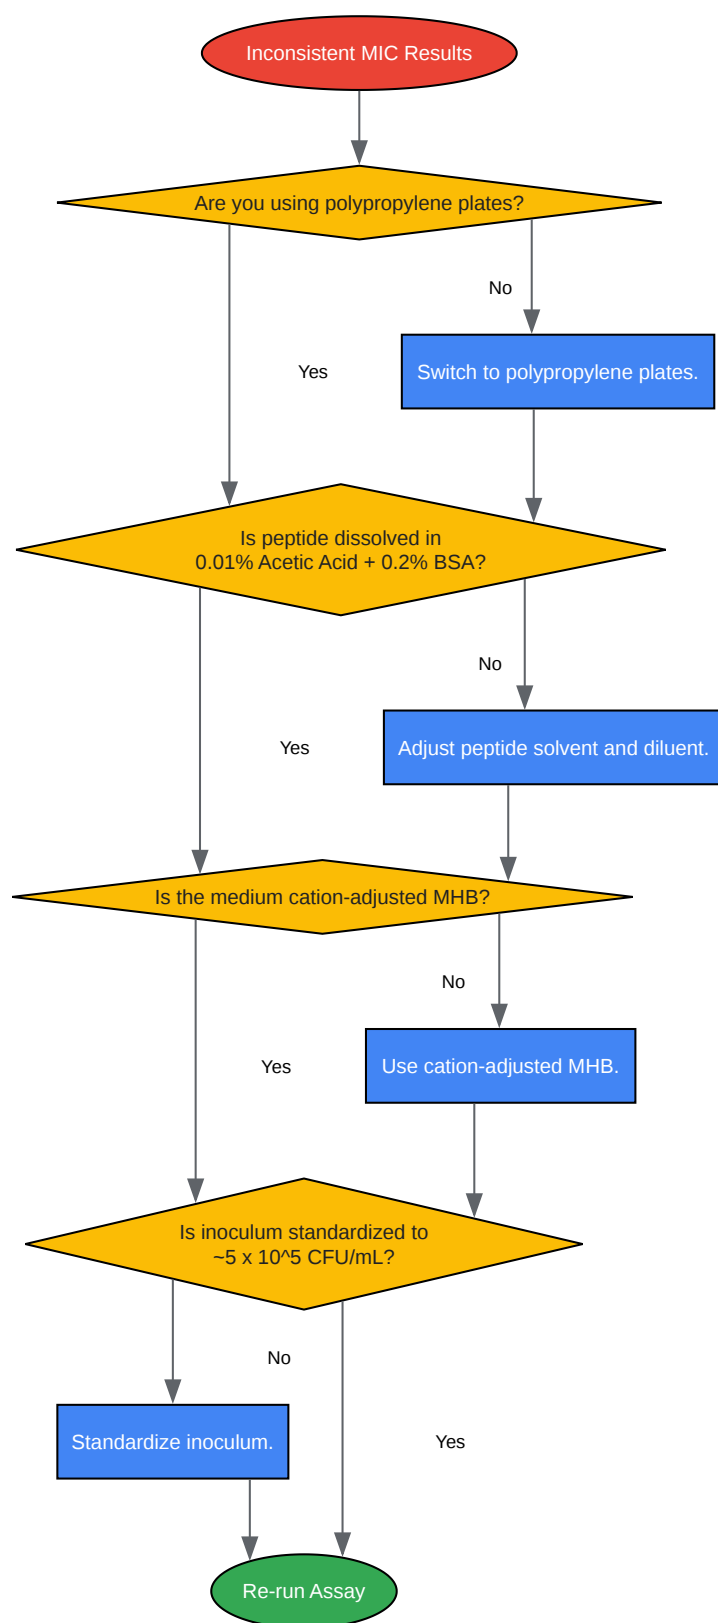 Inconsistent MIC Results
Are you using polypropylene plates?
No
Yes
Switch to polypropylene plates.
Is peptide dissolved in
0.01% Acetic Acid + 0.2% BSA?
No
Yes
Adjust peptide solvent and diluent.
Is the medium cation-adjusted MHB?
No
Yes
Use cation-adjusted MHB.
Is inoculum standardized to
~5 x 10^5 CFU/mL?
No
Yes
Standardize inoculum.
Re-run Assay